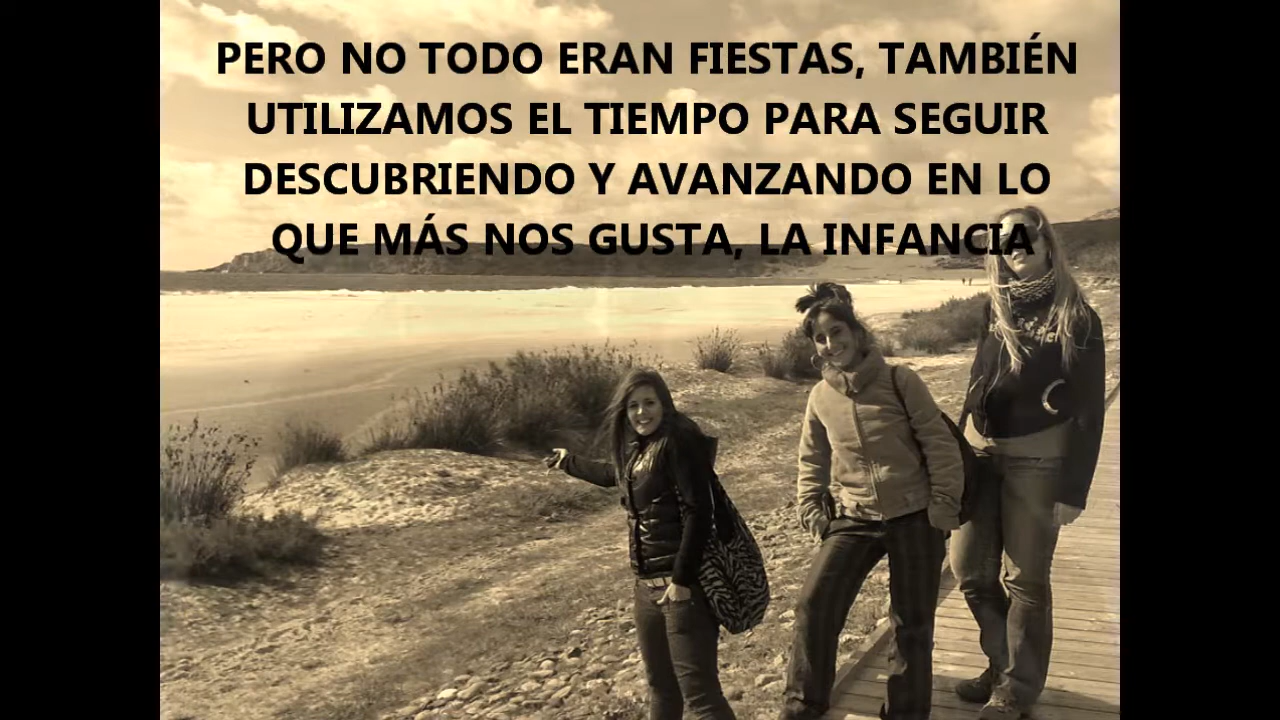 PERO NO TODO ERAN FIESTAS, TAMBIÉN
UTILIZAMOS EL TIEMPO PARA SEGUIR
DESCUBRIENDO Y AVANZANDO EN LO
QUE MÁS NOS GUSTA, LA INFANCIA